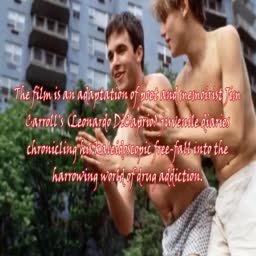 The film is an adaptation of poet and memoirist Jim
Carroll's (Leonardo DiCaprio) juvenile diaries
chronicling his kaleidoscopic free-fall into the
harrowing world of drug addiction.